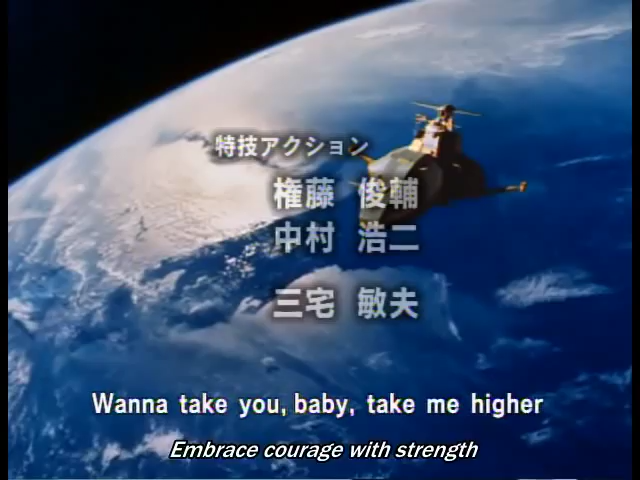 特技アクション
権藤 俊輔
中村 浩二
三宅 敏夫
Wanna take you, baby, take me higher
Embrace courage with strength